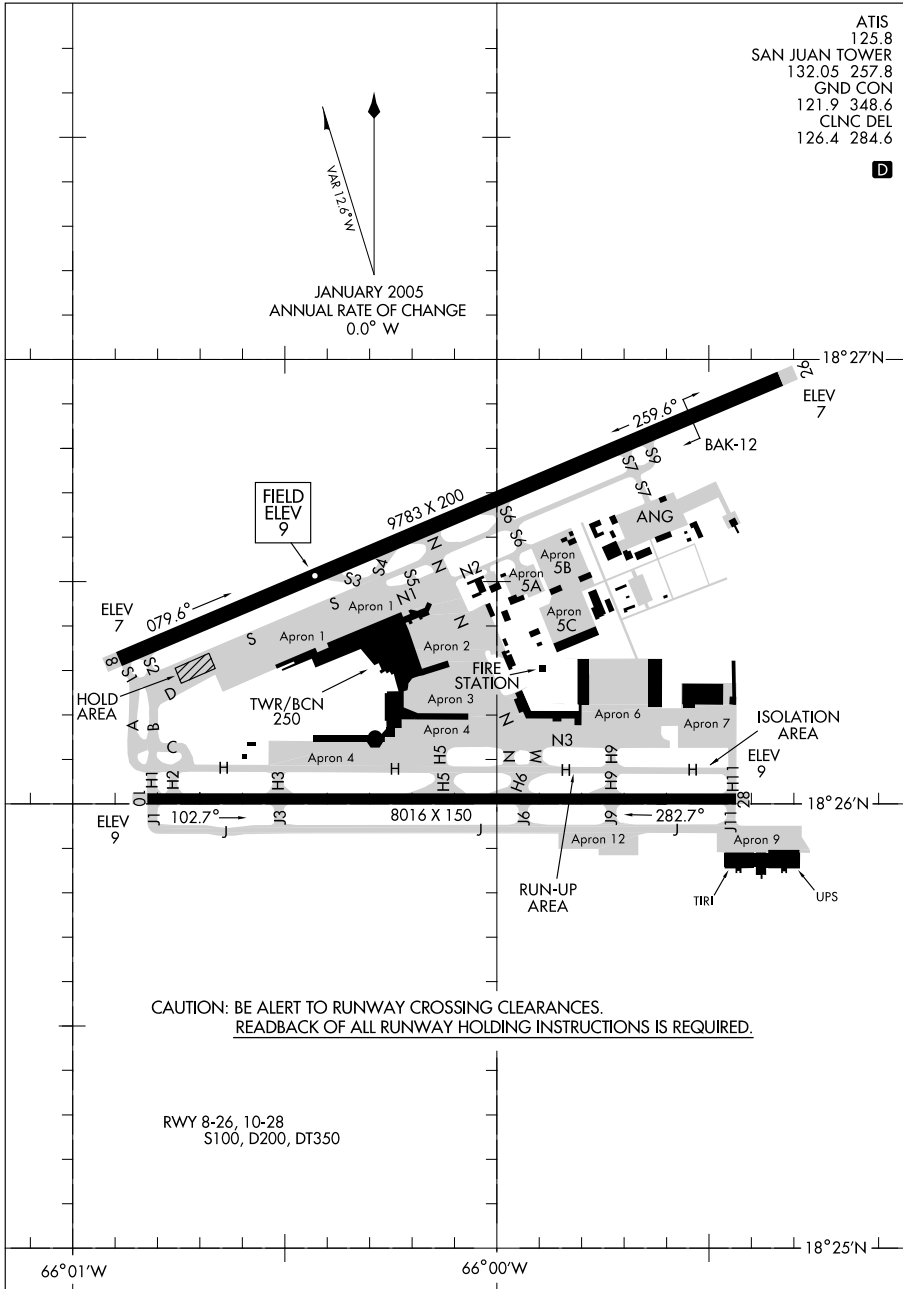 ATIS
125.8
SAN JUAN TOWER
132.05 257.8
GND CON
121.9 348.6
CLNC DEL
126.4 284.6
D
VAR 12.6° W
JANUARY 2005
ANNUAL RATE OF CHANGE
0.0° W
18°27'N
26
ELEV
7
259.6°
BAK-12
FIELD
ELEV
9
9783 X 200
S7
S9
S7
ANG
S6
S6
N
N
S4
S5
S3
N2
Apron
5B
Apron
5A
Apron
5C
ELEV
7
079.6°
S
N1
Apron 1
N
S
Apron 1
Apron 2
8
S1
S2
HOLD
AREA
D
TWR/BCN
250
FIRE
STATION
Apron 3
A
B
N
Apron 4
Apron 6
Apron 7
ISOLATION
AREA
C
Apron 4
H5
N
M
N3
H9
ELEV
9
H1
H2
H
H3
H
H5
H6
H
H9
H
H11
10
28
18°26'N
ELEV
9
J1
102.7°
J
J3
8016 X 150
J
J6
J9
282.7°
J11
Apron 12
Apron 9
RUN-UP
AREA
TIRI
UPS
CAUTION: BE ALERT TO RUNWAY CROSSING CLEARANCES.
READBACK OF ALL RUNWAY HOLDING INSTRUCTIONS IS REQUIRED.
RWY 8-26, 10-28
S100, D200, DT350
18°25'N
66°01'W
66°00'W